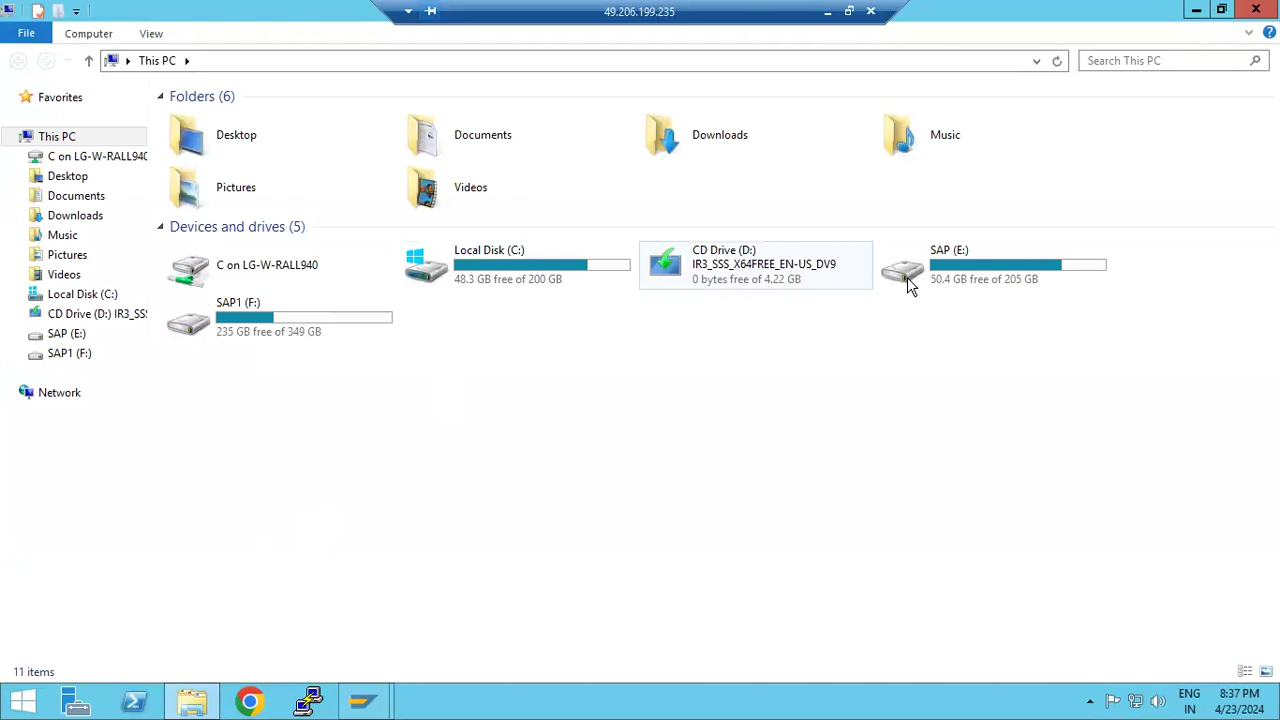 49.206.199.235
File
Computer
View
This PC
Search This PC
Favorites
This PC
C on LG-W-RALL940
Desktop
Documents
Downloads
Music
Pictures
Videos
Local Disk (C:)
CD Drive (D:) IR3_SSS
SAP (E:)
SAP1 (F:)
Network
Folders (6)
Desktop
Documents
Downloads
Music
Pictures
Videos
Devices and drives (5)
C on LG-W-RALL940
Local Disk (C:)
48.3 GB free of 200 GB
CD Drive (D:)
IR3_SSS_X64FREE_EN-US_DV9
0 bytes free of 4.22 GB
SAP (E:)
50.4 GB free of 205 GB
SAP1 (F:)
235 GB free of 349 GB
11 items
ENG
IN
8:37 PM
4/23/2024